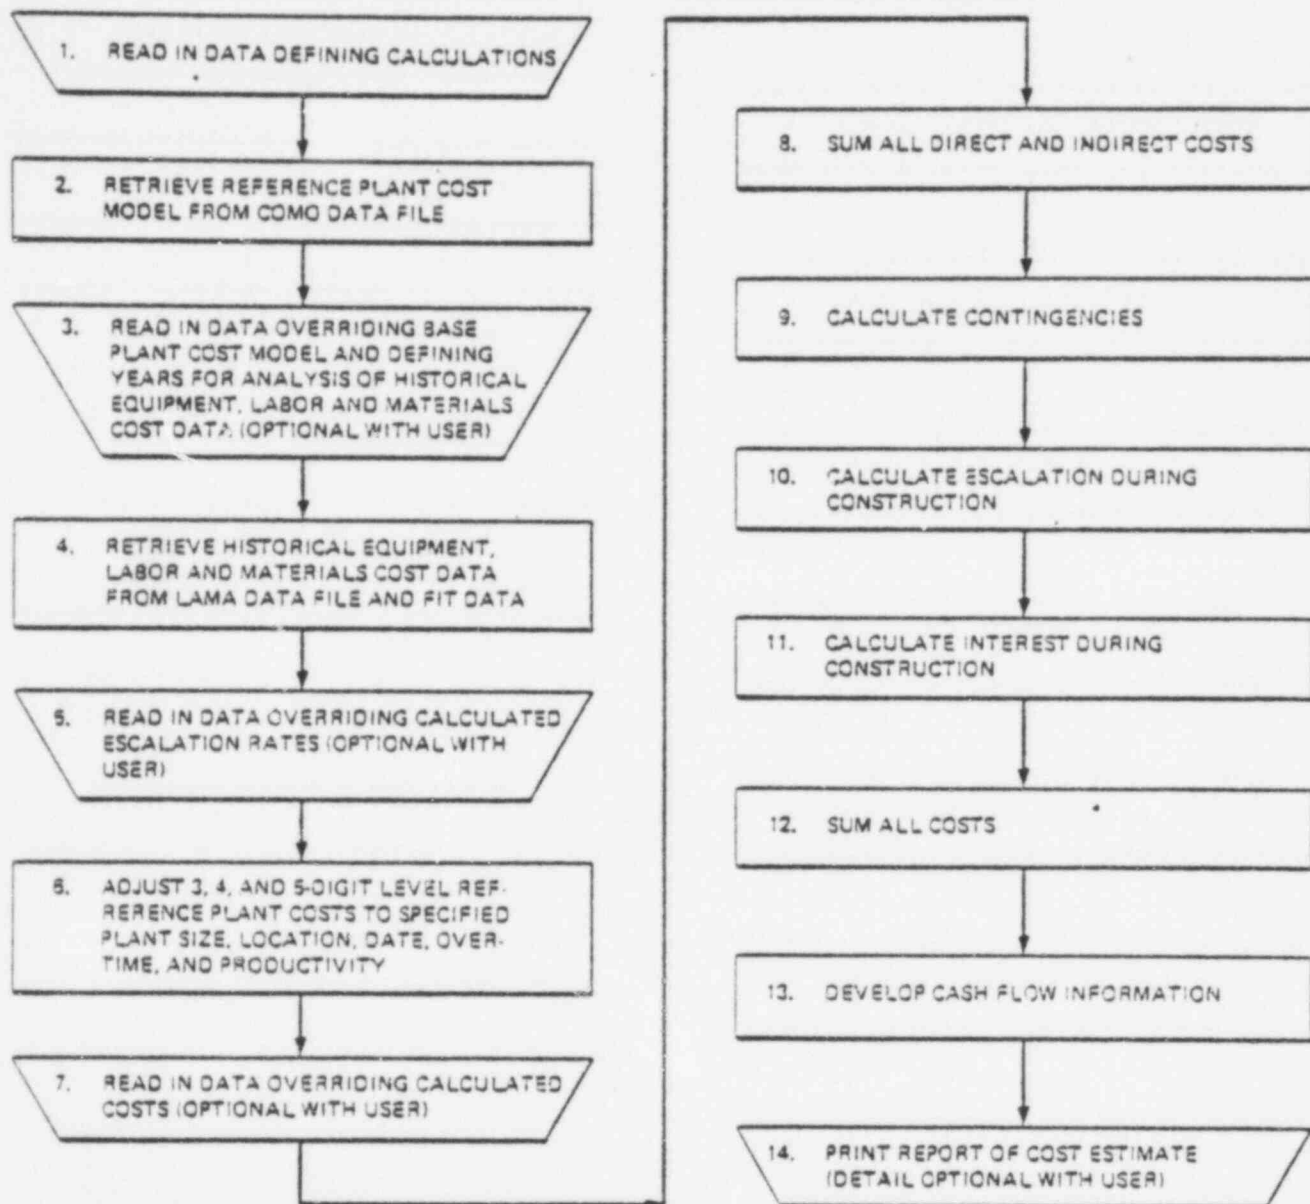 1. READ IN DATA DEFINING CALCULATIONS
2. RETRIEVE REFERENCE PLANT COST
MODEL FROM COMO DATA FILE
3. READ IN DATA OVERRIDING BASE
PLANT COST MODEL AND DEFINING
YEARS FOR ANALYSIS OF HISTORICAL
EQUIPMENT, LABOR AND MATERIALS
COST DATA (OPTIONAL WITH USER)
4. RETRIEVE HISTORICAL EQUIPMENT,
LABOR AND MATERIALS COST DATA
FROM LAMA DATA FILE AND FIT DATA
5. READ IN DATA OVERRIDING CALCULATED
ESCALATION RATES (OPTIONAL WITH
USER)
6. ADJUST 3, 4, AND 5-DIGIT LEVEL REF-
RERENCE PLANT COSTS TO SPECIFIED
PLANT SIZE, LOCATION, DATE, OVER-
TIME, AND PRODUCTIVITY
7. READ IN DATA OVERRIDING CALCULATED
COSTS (OPTIONAL WITH USER)
8. SUM ALL DIRECT AND INDIRECT COSTS
9. CALCULATE CONTINGENCIES
10. CALCULATE ESCALATION DURING
CONSTRUCTION
11. CALCULATE INTEREST DURING
CONSTRUCTION
12. SUM ALL COSTS
13. DEVELOP CASH FLOW INFORMATION
14. PRINT REPORT OF COST ESTIMATE
(DETAIL OPTIONAL WITH USER)